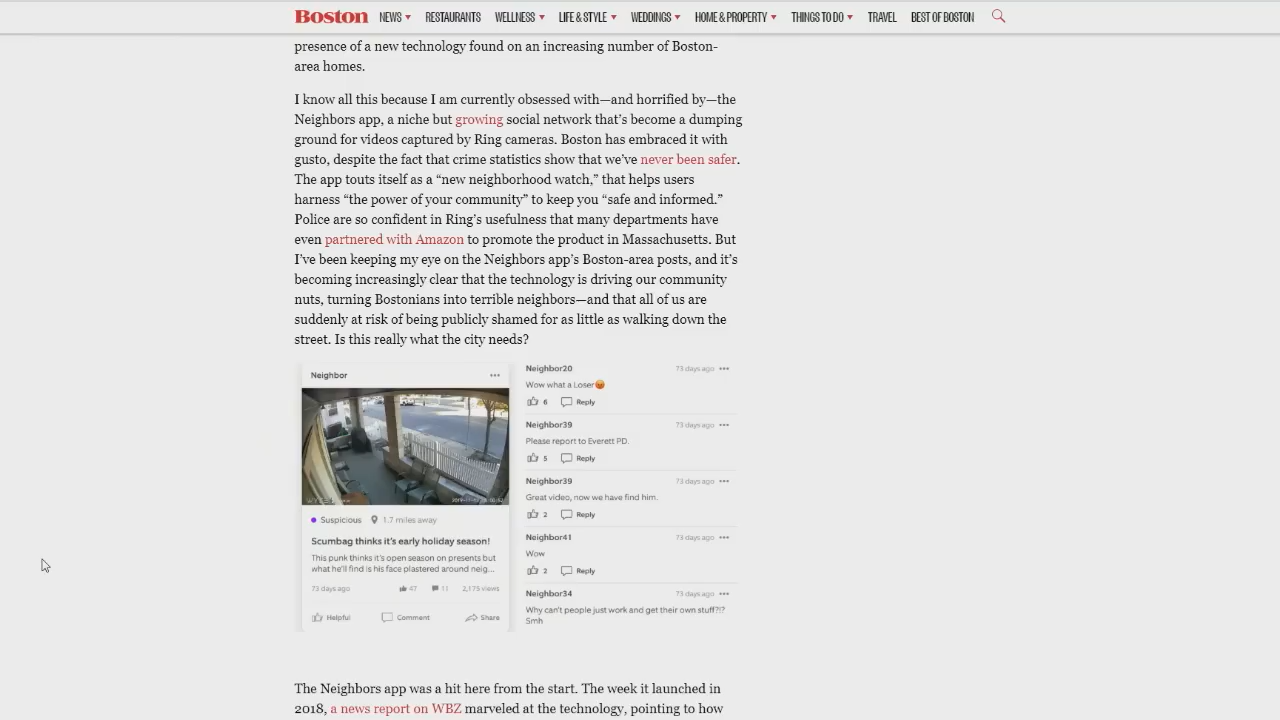 Boston NEWS RESTAURANTS WELLNESS LIFE & STYLE WEDDINGS HOME & PROPERTY THINGS TO DO TRAVEL BEST OF BOSTON
presence of a new technology found on an increasing number of Boston-
area homes.
I know all this because I am currently obsessed with—and horrified by—the
Neighbors app, a niche but growing social network that's become a dumping
ground for videos captured by Ring cameras. Boston has embraced it with
gusto, despite the fact that crime statistics show that we've never been safer.
The app touts itself as a “new neighborhood watch,” that helps users
harness “the power of your community” to keep you “safe and informed.”
Police are so confident in Ring's usefulness that many departments have
even partnered with Amazon to promote the product in Massachusetts. But
I've been keeping my eye on the Neighbors app's Boston-area posts, and it's
becoming increasingly clear that the technology is driving our community
nuts, turning Bostonians into terrible neighbors—and that all of us are
suddenly at risk of being publicly shamed for as little as walking down the
street. Is this really what the city needs?
Neighbor
Suspicious 1.7 miles away
Scumbag thinks it's early holiday season!
This punk thinks it's open season on presents but
what he'll find is his face plastered around neig...
73 days ago 47 11 2,175 views
Helpful Comment Share
Neighbor20 73 days ago
Wow what a Loser
6 Reply
Neighbor39 73 days ago
Please report to Everett PD.
5 Reply
Neighbor39 73 days ago
Great video, now we have find him.
2 Reply
Neighbor41 73 days ago
Wow
2 Reply
Neighbor34 73 days ago
Why can't people just work and get their own stuff?!?
Smh
The Neighbors app was a hit here from the start. The week it launched in
2018, a news report on WBZ marveled at the technology, pointing to how